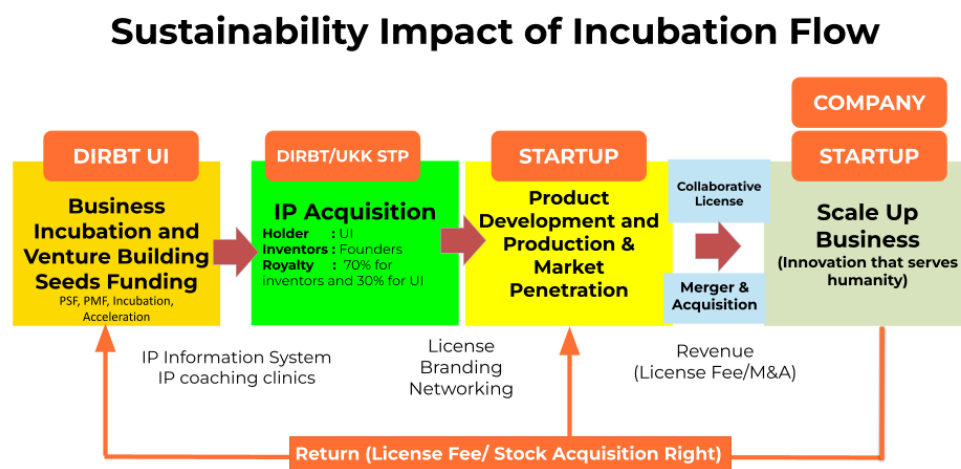 Sustainability Impact of Incubation Flow
COMPANY
DIRBT UI
DIRBT/UKK STP
STARTUP
STARTUP
Business
Incubation and
Venture Building
Seeds Funding
PSF, PMF, Incubation,
Acceleration
IP Acquisition
Holder : UI
Inventors : Founders
Royalty : 70% for
inventors and 30% for UI
Product
Development and
Production &
Market
Penetration
Collaborative
License
Merger &
Acquisition
Scale Up
Business
(Innovation that serves
humanity)
IP Information System
IP coaching clinics
License
Branding
Networking
Revenue
(License Fee/M&A)
Return (License Fee/ Stock Acquisition Right)